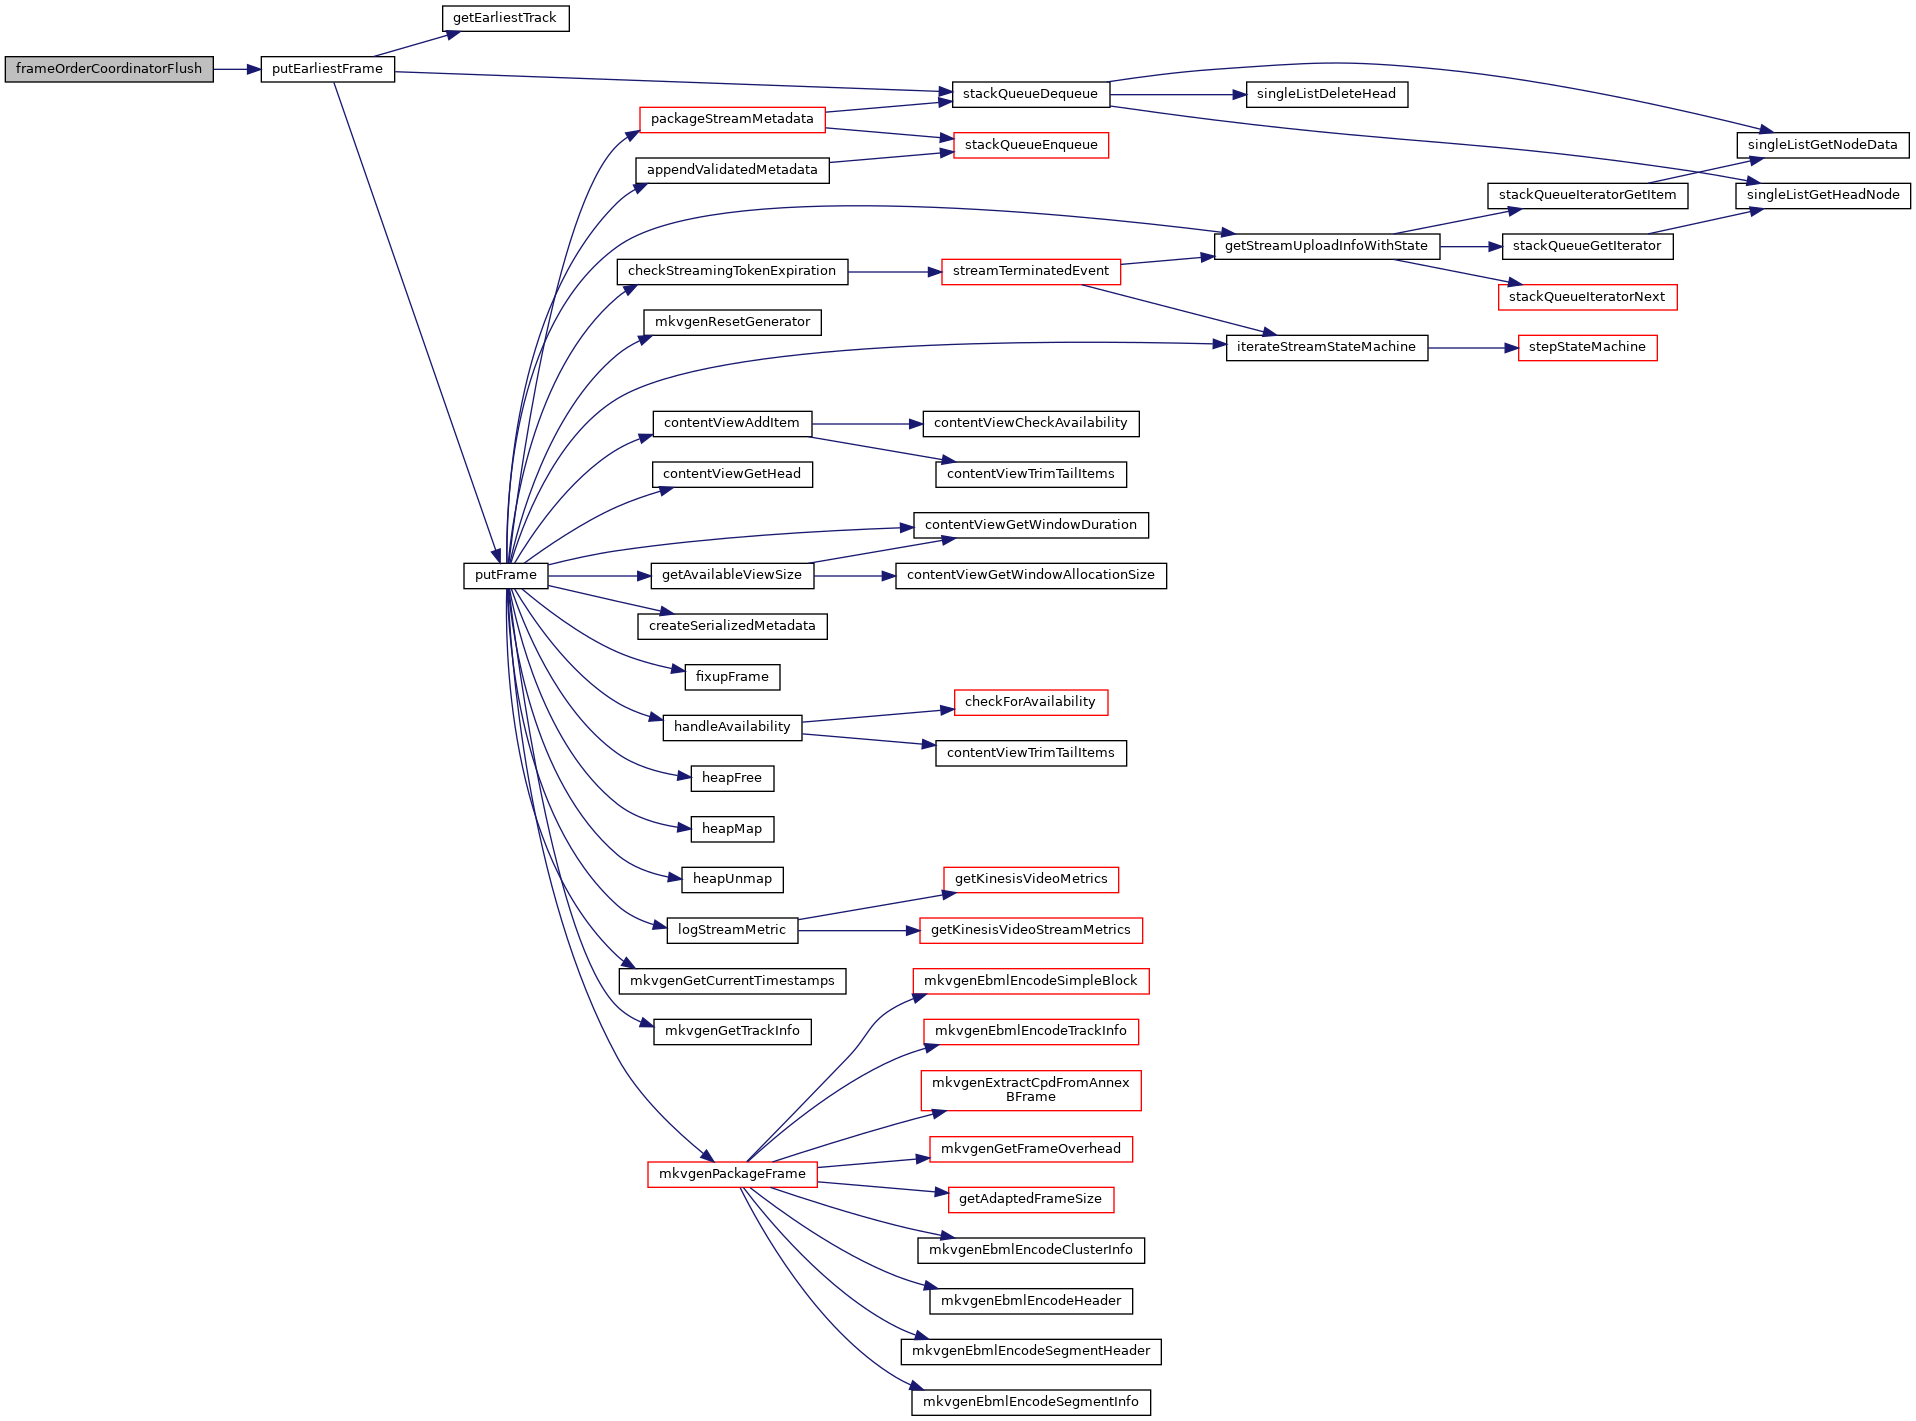 getEarliestTrack
frameOrderCoordinatorFlush
putEarliestFrame
stackQueueDequeue
singleListDeleteHead
packageStreamMetadata
stackQueueEnqueue
singleListGetNodeData
appendValidatedMetadata
stackQueueIteratorGetItem
singleListGetHeadNode
getStreamUploadInfoWithState
stackQueueGetIterator
checkStreamingTokenExpiration
streamTerminatedEvent
stackQueueIteratorNext
mkvgenResetGenerator
iterateStreamStateMachine
stepStateMachine
contentViewAddItem
contentViewCheckAvailability
contentViewGetHead
contentViewTrimTailItems
contentViewGetWindowDuration
putFrame
getAvailableViewSize
contentViewGetWindowAllocationSize
createSerializedMetadata
fixupFrame
checkForAvailability
handleAvailability
contentViewTrimTailItems
heapFree
heapMap
heapUnmap
getKinesisVideoMetrics
logStreamMetric
getKinesisVideoStreamMetrics
mkvgenGetCurrentTimestamps
mkvgenEbmlEncodeSimpleBlock
mkvgenGetTrackInfo
mkvgenEbmlEncodeTrackInfo
mkvgenExtractCpdFromAnnex
BFrame
mkvgenGetFrameOverhead
mkvgenPackageFrame
getAdaptedFrameSize
mkvgenEbmlEncodeClusterInfo
mkvgenEbmlEncodeHeader
mkvgenEbmlEncodeSegmentHeader
mkvgenEbmlEncodeSegmentInfo